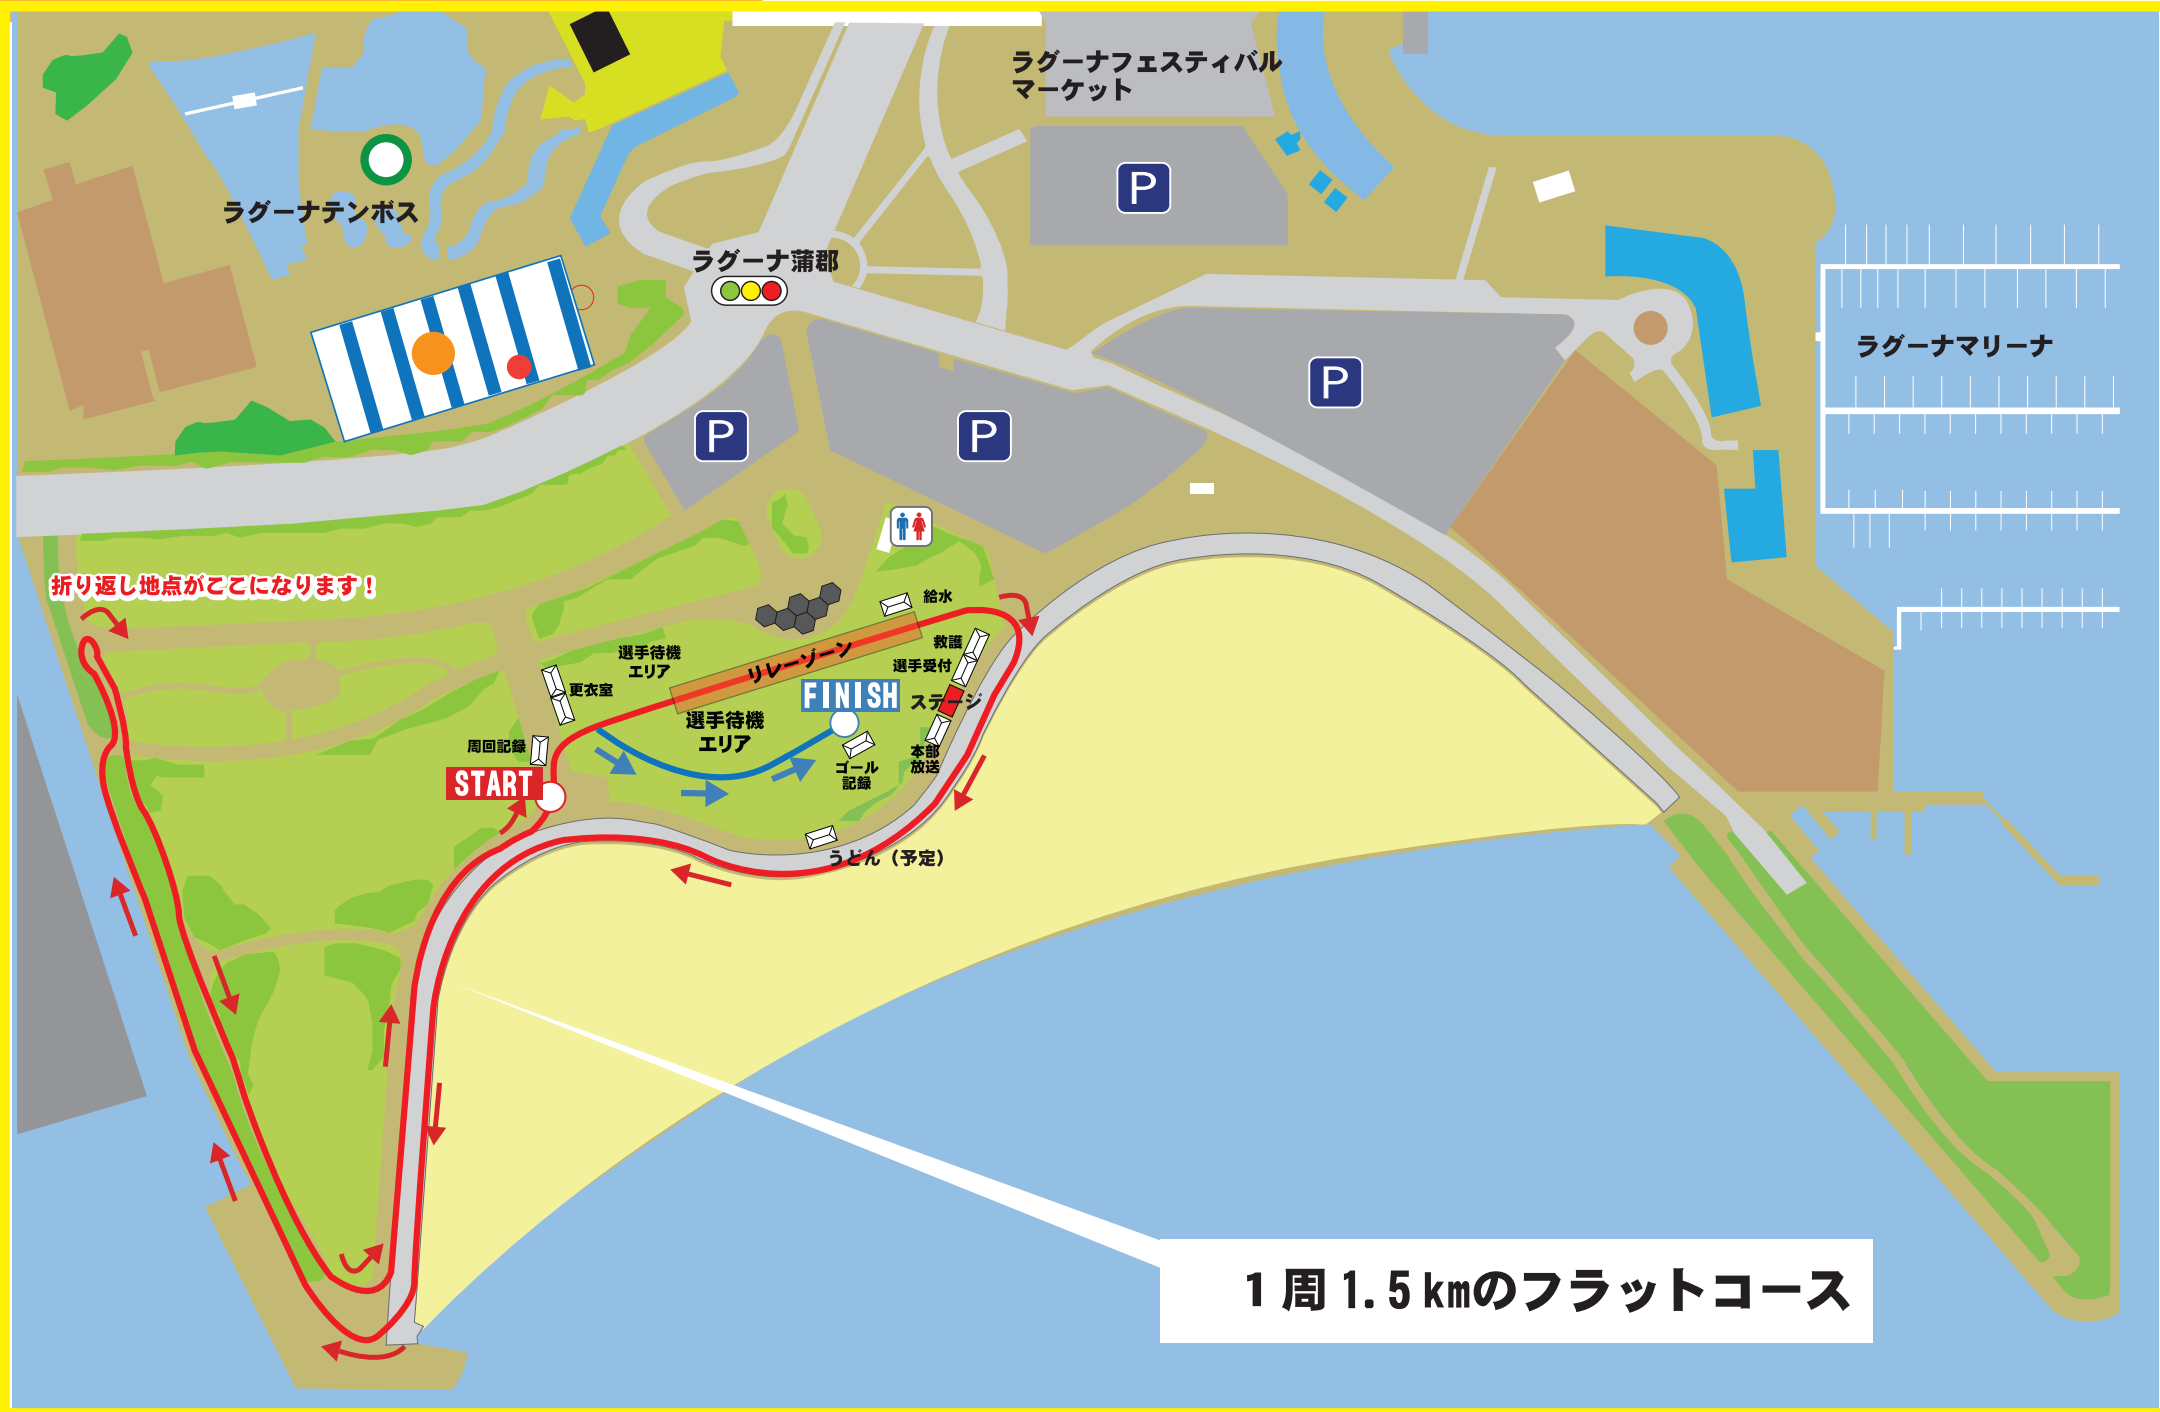 ラグーナフェスティバル
マーケット
P
ラグーナテンボス
ラグーナ蒲郡
ラグーナマリーナ
P
P
P
折り返し地点がここになります！
給水
救護
選手受付
ステージ
選手待機
エリア
リレーゾーン
更衣室
FINISH
選手待機
エリア
周回記録
本部
放送
ゴール
記録
START
うどん（予定）
1周1.5kmのフラットコース